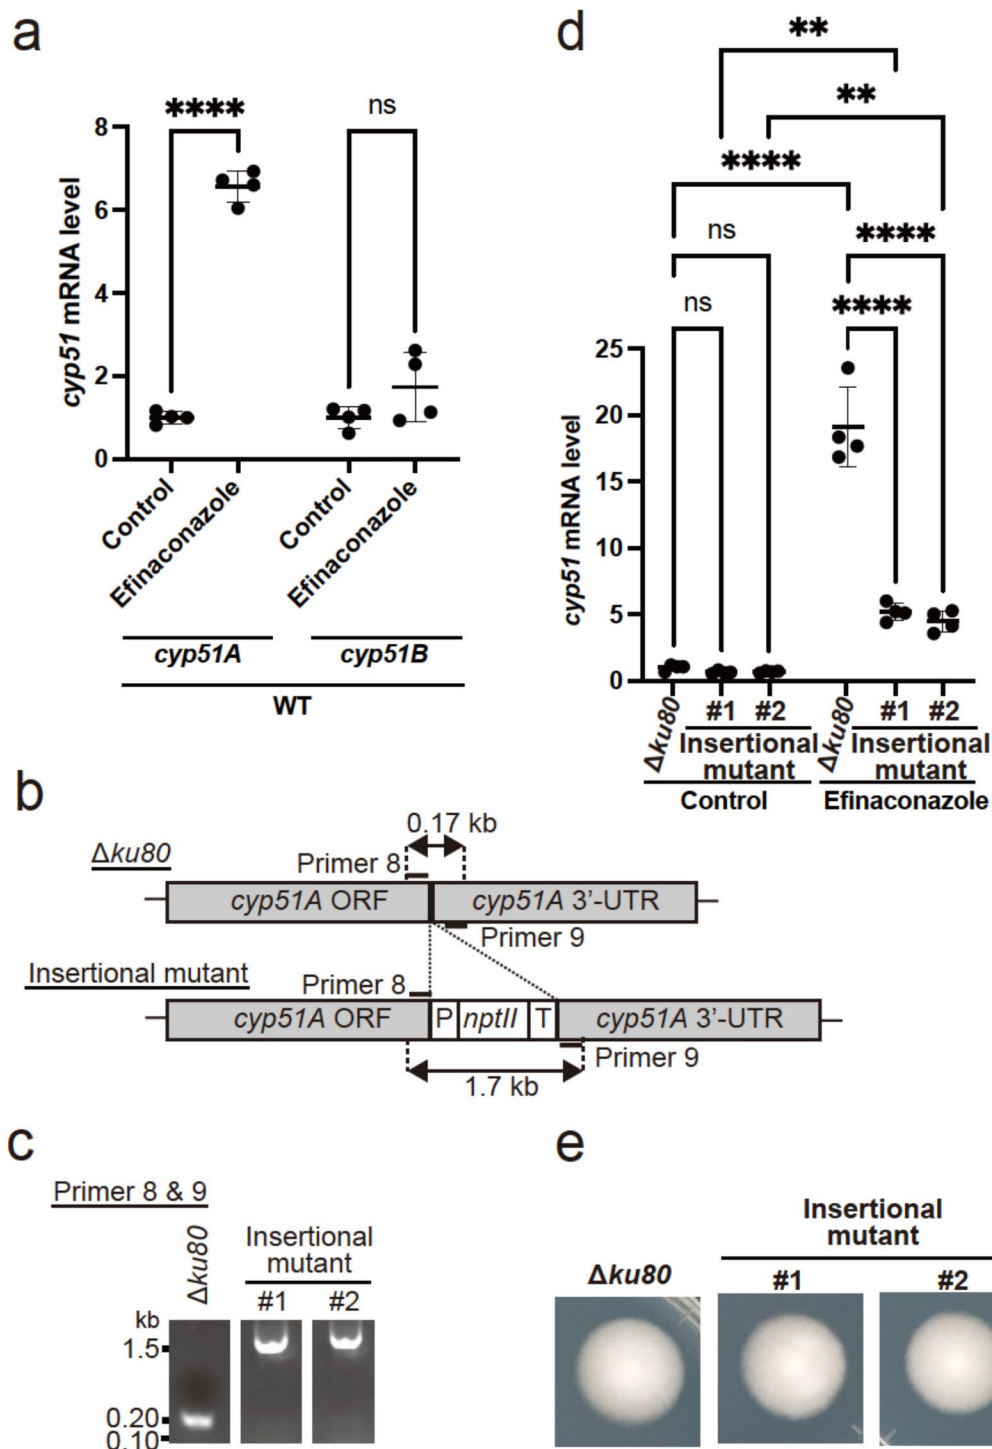 a
****
ns
8
6
4
2
0
cyp51 mRNA level
Control
Efinaconazole
Control
Efinaconazole
cyp51A
cyp51B
WT
d
**
**
****
ns
****
ns
****
25
20
15
10
5
0
cyp51 mRNA level
Δku80
#1
#2
Δku80
#1
#2
Insertional
mutant
Insertional
mutant
Control
Efinaconazole
b
0.17 kb
Δku80
Primer 8
cyp51A ORF
cyp51A 3'-UTR
Primer 9
Insertional mutant
Primer 8
cyp51A ORF
P
nptII
T
cyp51A 3'-UTR
Primer 9
1.7 kb
c
Primer 8 & 9
Δku80
Insertional
mutant
#1
#2
kb
1.5
0.20
0.10
e
Δku80
Insertional
mutant
#1
#2